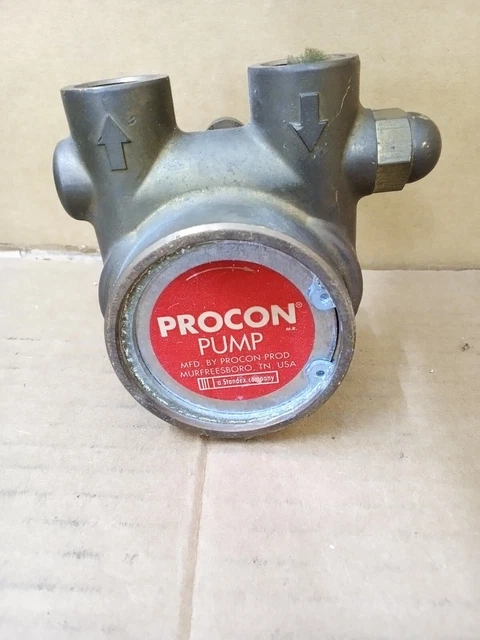 PROCON®
M.R.
PUMP
MFD. BY PROCON PROD.
MURFREESBORO, TN, USA
a Standex company